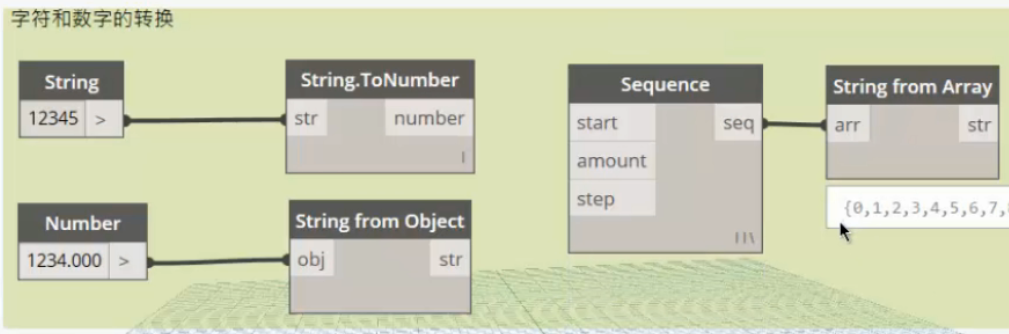 字符和数字的转换
String
12345 >
String.ToNumber
str number
Sequence
start seq
amount
step
String from Array
arr str
{0,1,2,3,4,5,6,7,
Number
1234.000 >
String from Object
obj str